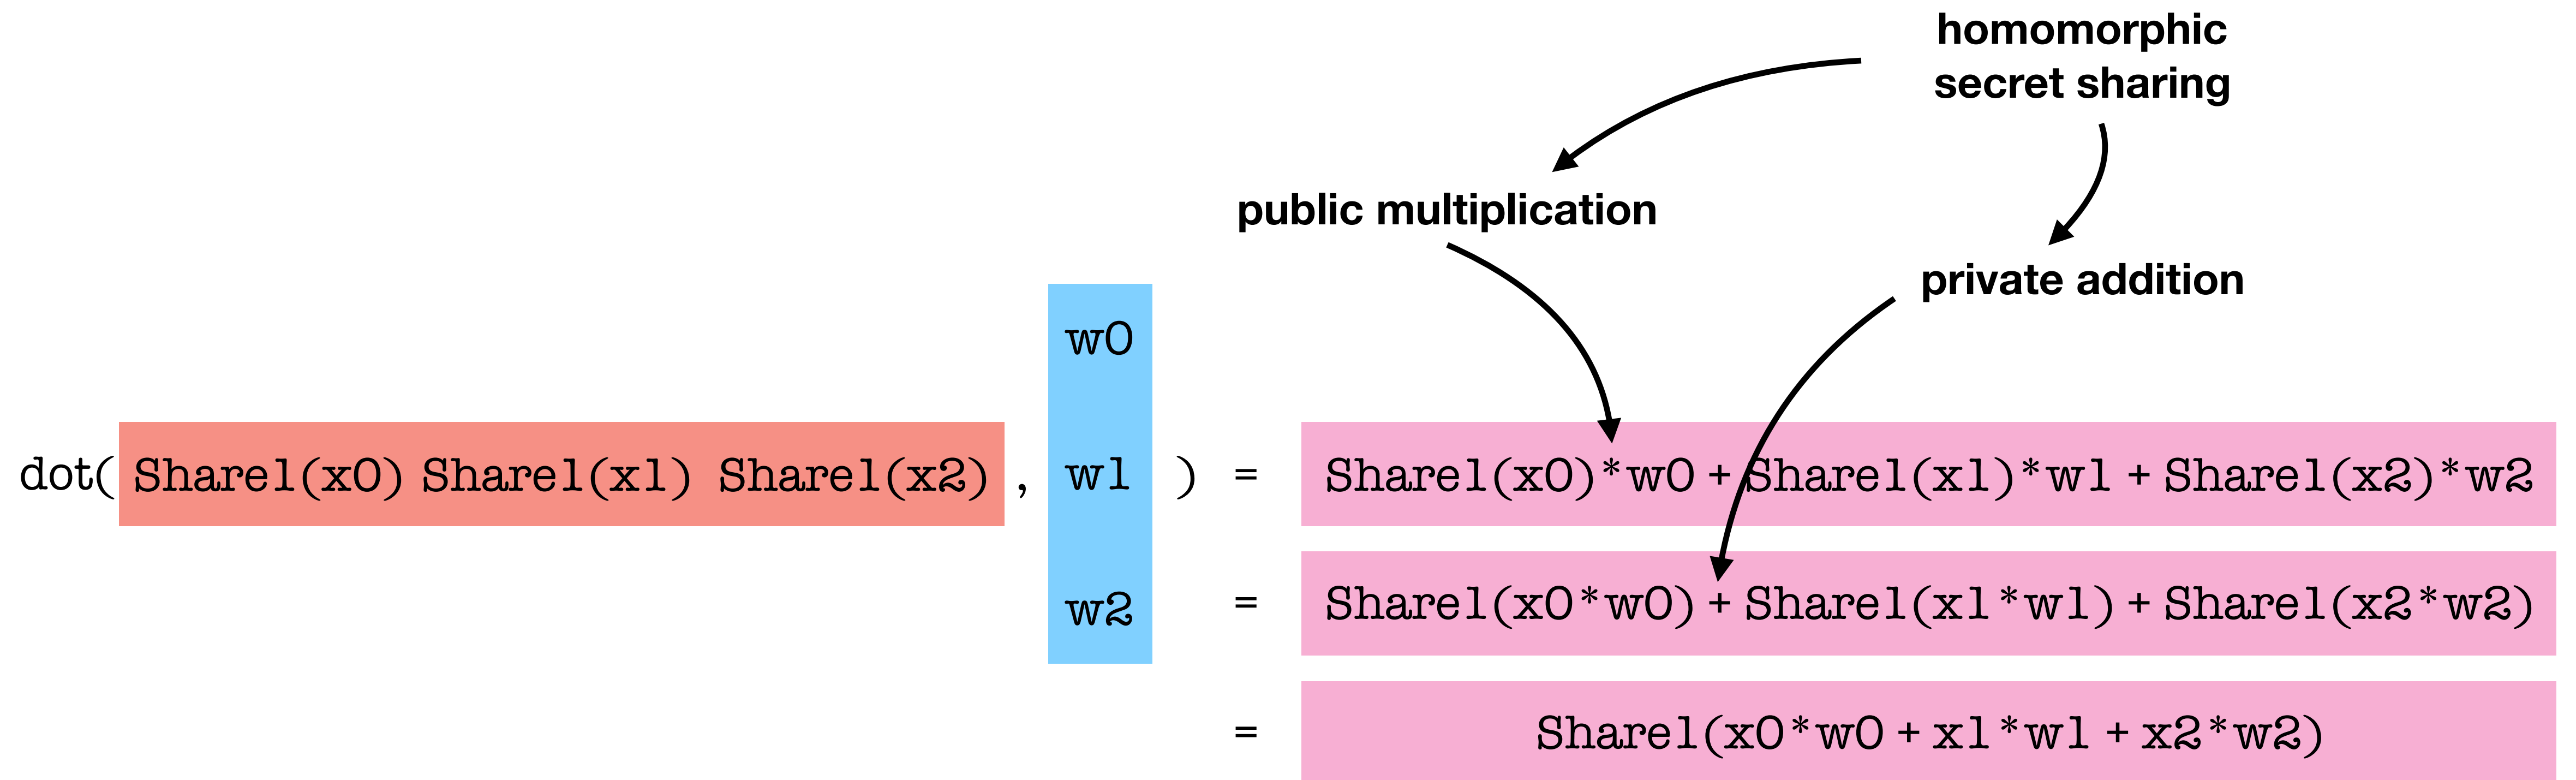 homomorphic
secret sharing
public multiplication
private addition
w0
dot( Share1(x0) Share1(x1) Share1(x2) , w1 ) = Share1(x0)*w0 + Share1(x1)*w1 + Share1(x2)*w2
w2 = Share1(x0*w0) + Share1(x1*w1) + Share1(x2*w2)
= Share1(x0*w0 + x1*w1 + x2*w2)